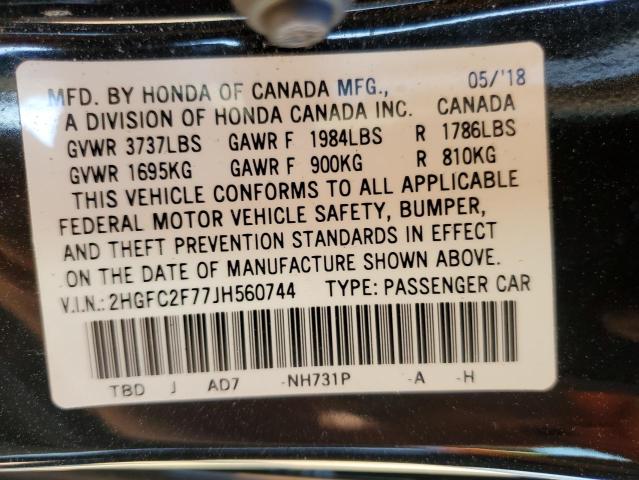 MFD. BY HONDA OF CANADA MFG., 05/'18
A DIVISION OF HONDA CANADA INC. CANADA
GVWR 3737LBS GAWR F 1984LBS R 1786LBS
GVWR 1695KG GAWR F 900KG R 810KG
THIS VEHICLE CONFORMS TO ALL APPLICABLE
FEDERAL MOTOR VEHICLE SAFETY, BUMPER,
AND THEFT PREVENTION STANDARDS IN EFFECT
ON THE DATE OF MANUFACTURE SHOWN ABOVE.
V.I.N.: 2HGFC2F77JH560744 TYPE: PASSENGER CAR
TBD J AD7 -NH731P -A -H